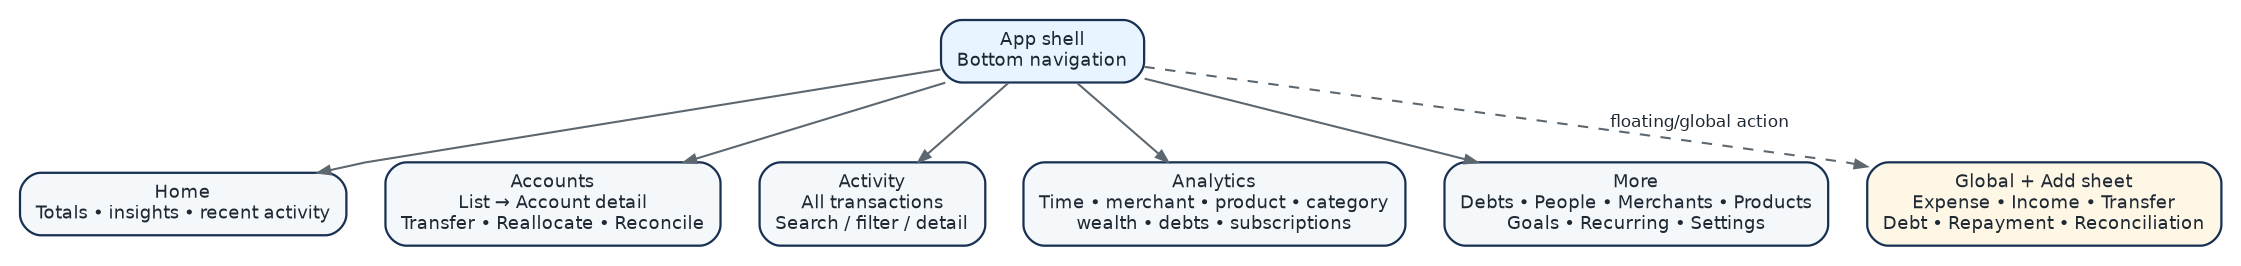 App shell
Bottom navigation
floating/global action
Home
Totals • insights • recent activity
Accounts
List → Account detail
Transfer • Reallocate • Reconcile
Activity
All transactions
Search / filter / detail
Analytics
Time • merchant • product • category
wealth • debts • subscriptions
More
Debts • People • Merchants • Products
Goals • Recurring • Settings
Global + Add sheet
Expense • Income • Transfer
Debt • Repayment • Reconciliation